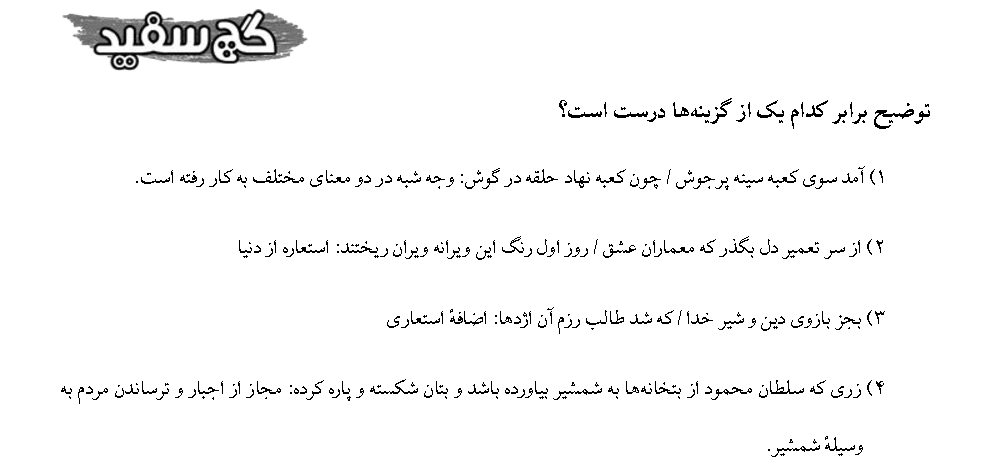 گچ سفید
توضیح برابر کدام یک از گزینه‌ها درست است؟
۱) آمد سوی کعبه سینه پرجوش / چون کعبه نهاد حلقه در گوش: وجه شبه در دو معنای مختلف به کار رفته است.
۲) از سر تعمیر دل بگذر که معماران عشق / روز اول رنگ این ویرانه ویران ریختند: استعاره از دنیا
۳) بجز بازوی دین و شیر خدا / که شد طالب رزم آن اژدها: اضافهٔ استعاری
۴) زری که سلطان محمود از بتخانه‌ها به شمشیر بیاورده باشد و بتان شکسته و پاره کرده: مجاز از اجبار و ترساندن مردم به
وسیلهٔ شمشیر.